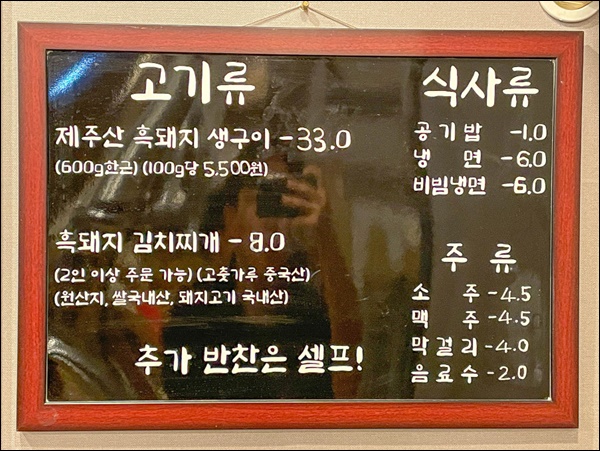 고기류
제주산 흑돼지 생구이 - 33.0
(600g한근) (100g당 5,500원)
흑돼지 김치찌개 - 8.0
(2인 이상 주문 가능) (고춧가루 중국산)
(원산지, 쌀국내산, 돼지고기 국내산)
추가 반찬은 셀프!
식사류
공기밥 -1.0
냉 면 -6.0
비빔냉면 -6.0
주 류
소 주 -4.5
맥 주 -4.5
막걸리 -4.0
음료수 -2.0